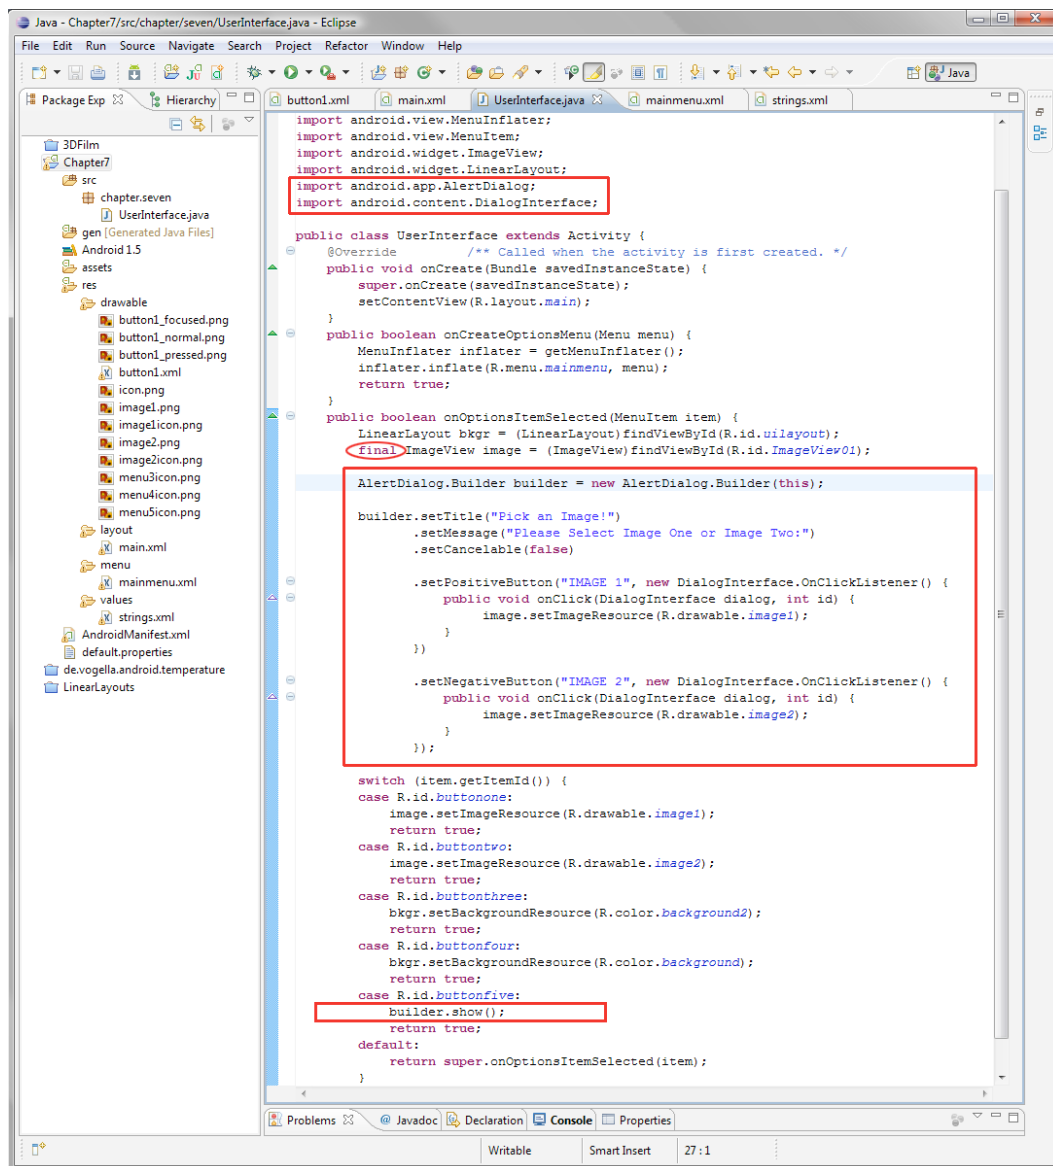 Java - Chapter7/src/chapter/seven/UserInterface.java - Eclipse
File Edit Run Source Navigate Search Project Refactor Window Help
Java
Package Exp Hierarchy
button1.xml main.xml UserInterface.java mainmenu.xml strings.xml
3DFilm
Chapter7
src
chapter.seven
UserInterface.java
gen [Generated Java Files]
Android 1.5
assets
res
drawable
button1_focused.png
button1_normal.png
button1_pressed.png
button1.xml
icon.png
image1.png
image1icon.png
image2.png
image2icon.png
menu3icon.png
menu4icon.png
menu5icon.png
layout
main.xml
menu
mainmenu.xml
values
strings.xml
AndroidManifest.xml
default.properties
de.vogella.android.temperature
LinearLayouts
import android.view.MenuInflater;
import android.view.MenuItem;
import android.widget.ImageView;
import android.widget.LinearLayout;
import android.app.AlertDialog;
import android.content.DialogInterface;
public class UserInterface extends Activity {
@Override /** Called when the activity is first created. */
public void onCreate(Bundle savedInstanceState) {
super.onCreate(savedInstanceState);
setContentView(R.layout.main);
}
public boolean onCreateOptionsMenu(Menu menu) {
MenuInflater inflater = getMenuInflater();
inflater.inflate(R.menu.mainmenu, menu);
return true;
}
public boolean onOptionsItemSelected(MenuItem item) {
LinearLayout bkgr = (LinearLayout)findViewById(R.id.uilayout);
final ImageView image = (ImageView)findViewById(R.id.ImageView01);
AlertDialog.Builder builder = new AlertDialog.Builder(this);
builder.setTitle("Pick an Image!")
.setMessage("Please Select Image One or Image Two:")
.setCancelable(false)
.setPositiveButton("IMAGE 1", new DialogInterface.OnClickListener() {
public void onClick(DialogInterface dialog, int id) {
image.setImageResource(R.drawable.image1);
}
})
.setNegativeButton("IMAGE 2", new DialogInterface.OnClickListener() {
public void onClick(DialogInterface dialog, int id) {
image.setImageResource(R.drawable.image2);
}
});
switch (item.getItemId()) {
case R.id.buttonone:
image.setImageResource(R.drawable.image1);
return true;
case R.id.buttontwo:
image.setImageResource(R.drawable.image2);
return true;
case R.id.buttonthree:
bkgr.setBackgroundResource(R.color.background2);
return true;
case R.id.buttonfour:
bkgr.setBackgroundResource(R.color.background);
return true;
case R.id.buttonfive:
builder.show();
return true;
default:
return super.onOptionsItemSelected(item);
}
Problems @ Javadoc Declaration Console Properties
Writable Smart Insert 27 : 1